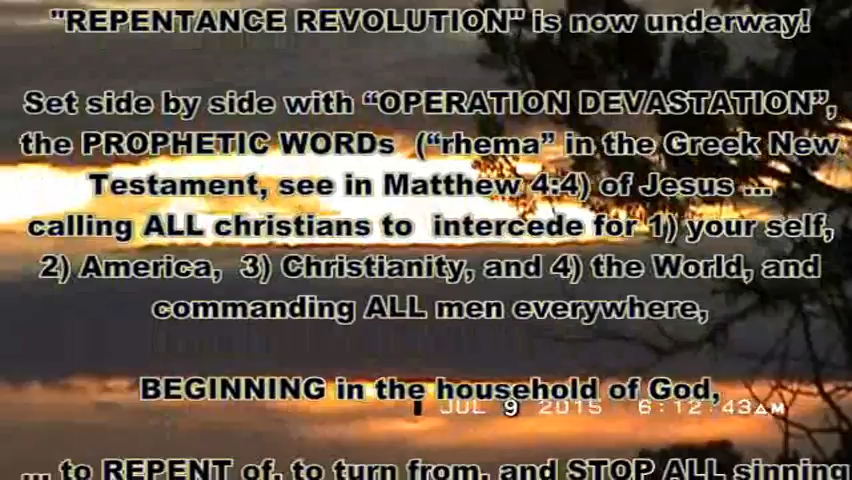 "REPENTANCE REVOLUTION" is now underway!
Set side by side with “OPERATION DEVASTATION”,
the PROPHETIC WORDs (“rhema” in the Greek New
Testament, see in Matthew 4:4) of Jesus ...
calling ALL christians to intercede for 1) your self,
2) America, 3) Christianity, and 4) the World, and
commanding ALL men everywhere,
BEGINNING in the household of God,
JUL 9 2015 6:12:43AM
... to REPENT of, to turn from, and STOP ALL sinning